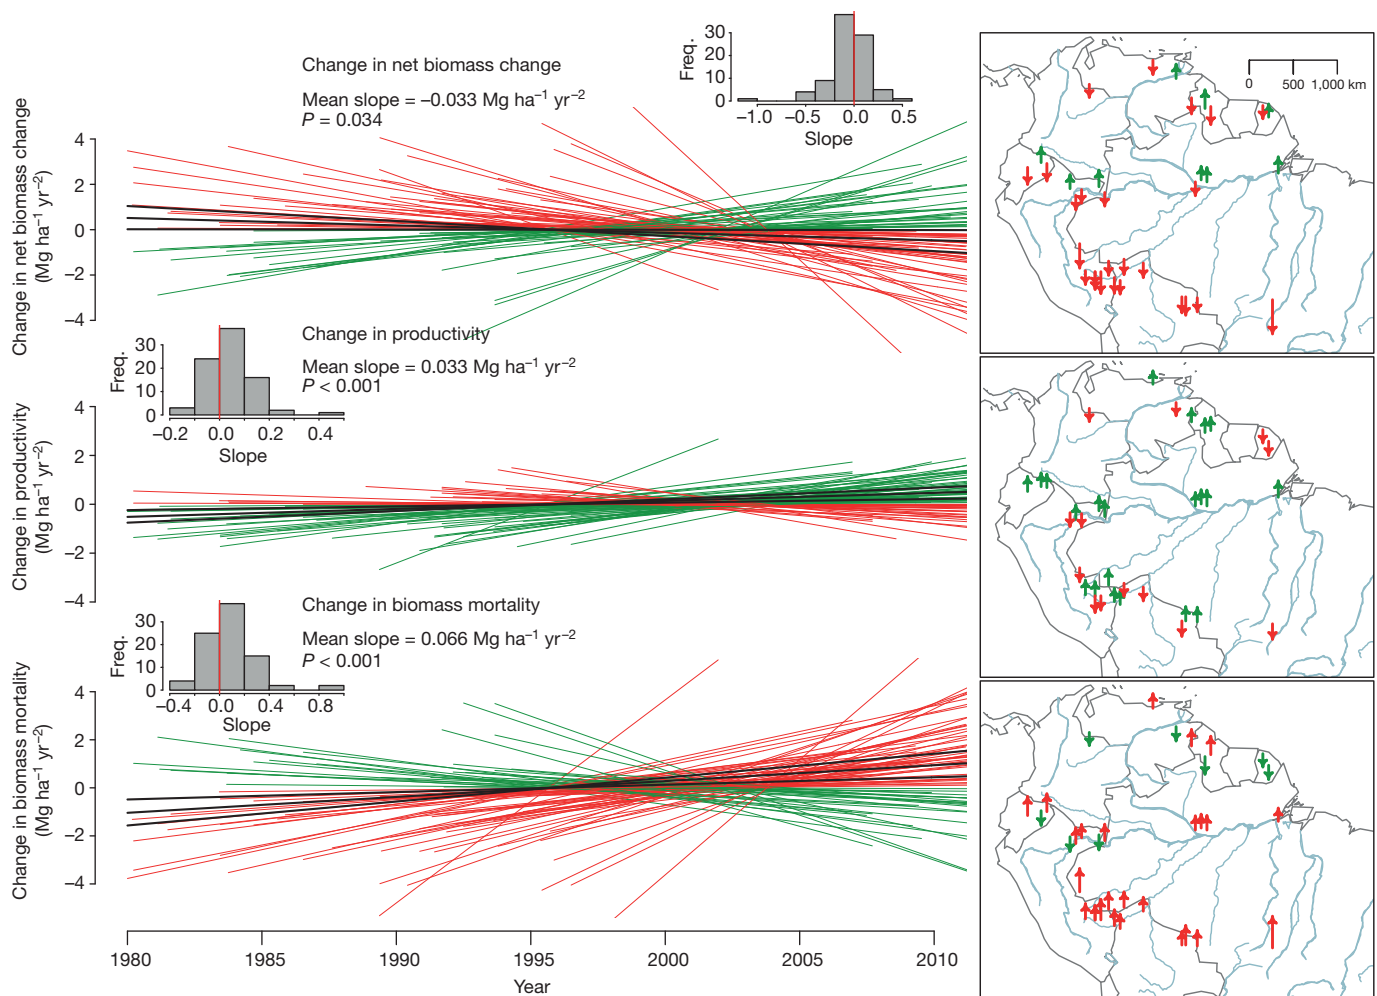 Change in net biomass change
Mean slope = –0.033 Mg ha⁻¹ yr⁻²
P = 0.034
Freq.
30
20
10
0
−1.0 −0.5 0.0 0.5
Slope
Change in net biomass change
(Mg ha⁻¹ yr⁻²)
4
2
0
−2
−4
0 500 1,000 km
Change in productivity
Mean slope = 0.033 Mg ha⁻¹ yr⁻²
P < 0.001
Freq.
30
20
10
0
−0.2 0.0 0.2 0.4
Slope
Change in productivity
(Mg ha⁻¹ yr⁻²)
4
2
0
−2
−4
Change in biomass mortality
Mean slope = 0.066 Mg ha⁻¹ yr⁻²
P < 0.001
Freq.
30
20
10
0
−0.4 0.0 0.4 0.8
Slope
Change in biomass mortality
(Mg ha⁻¹ yr⁻²)
4
2
0
−2
−4
1980 1985 1990 1995 2000 2005 2010
Year